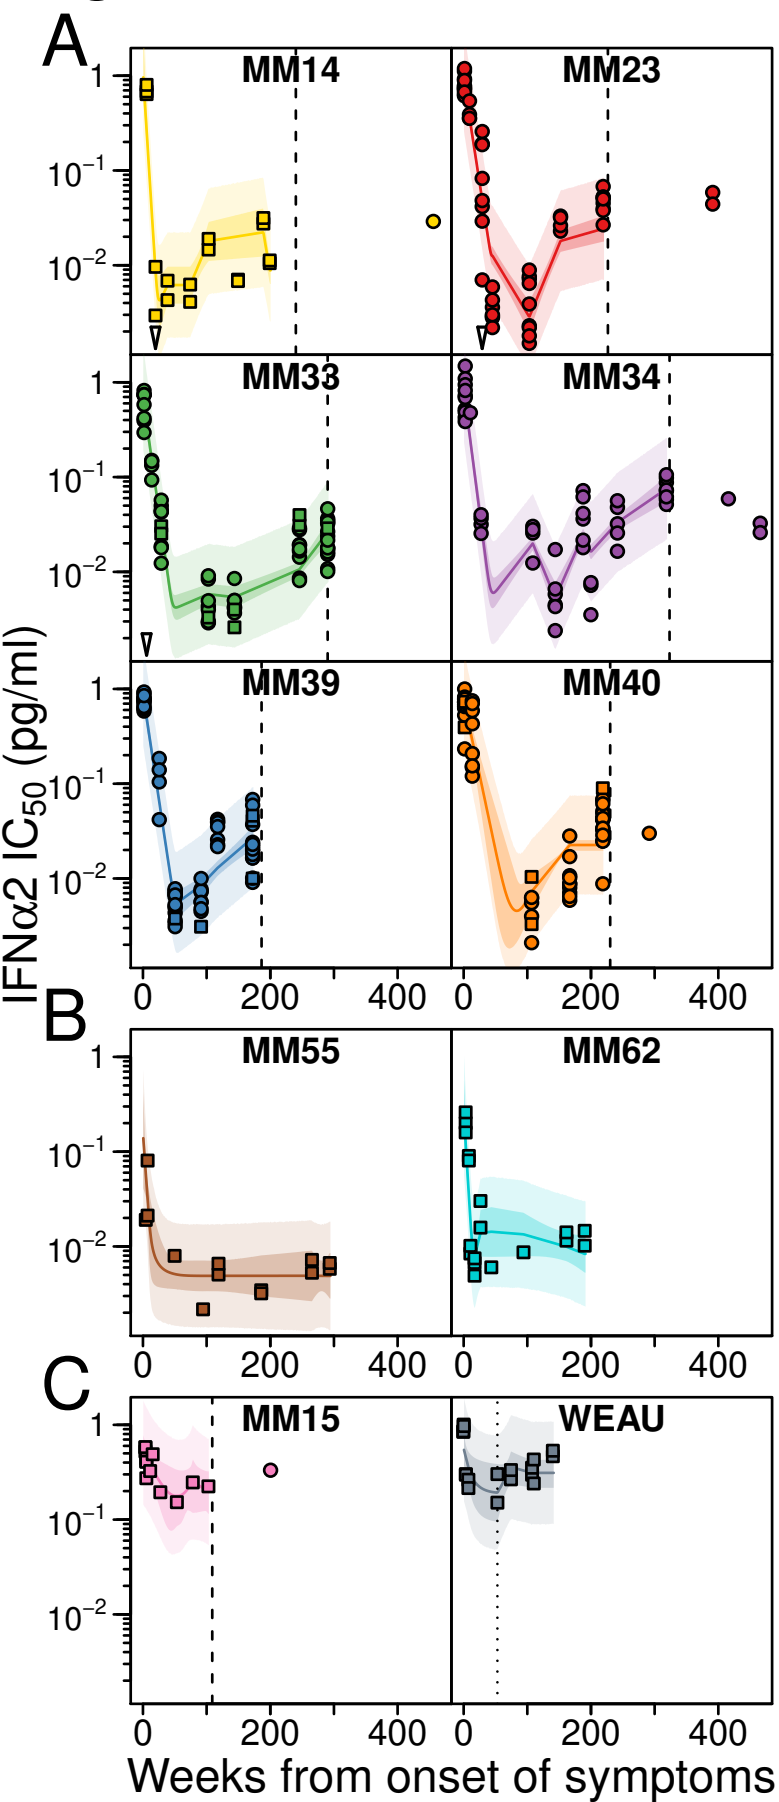 A
MM14
MM23
1
10⁻¹
10⁻²
MM33
MM34
1
10⁻¹
10⁻²
MM39
MM40
1
10⁻¹
10⁻²
0 200 400
0 200 400
IFNα2 IC₅₀ (pg/ml)
B
MM55
MM62
1
10⁻¹
10⁻²
0 200 400
0 200 400
C
MM15
WEAU
1
10⁻¹
10⁻²
0 200 400
0 200 400
Weeks from onset of symptoms